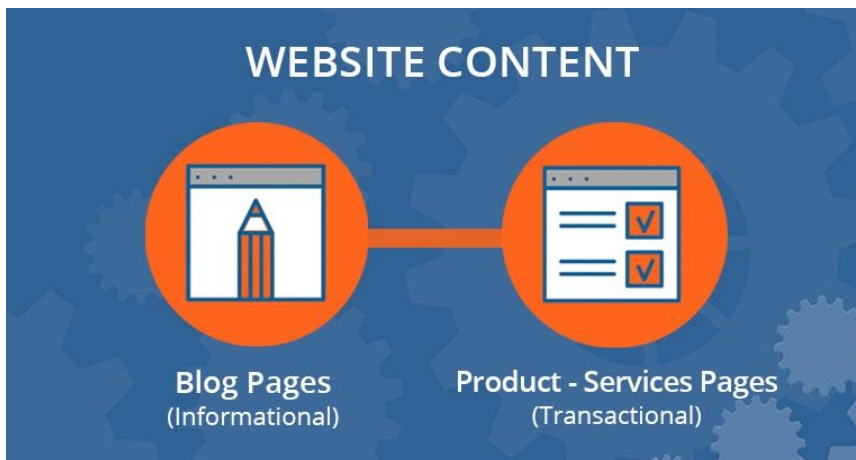 WEBSITE CONTENT
Blog Pages
(Informational)
Product - Services Pages
(Transactional)